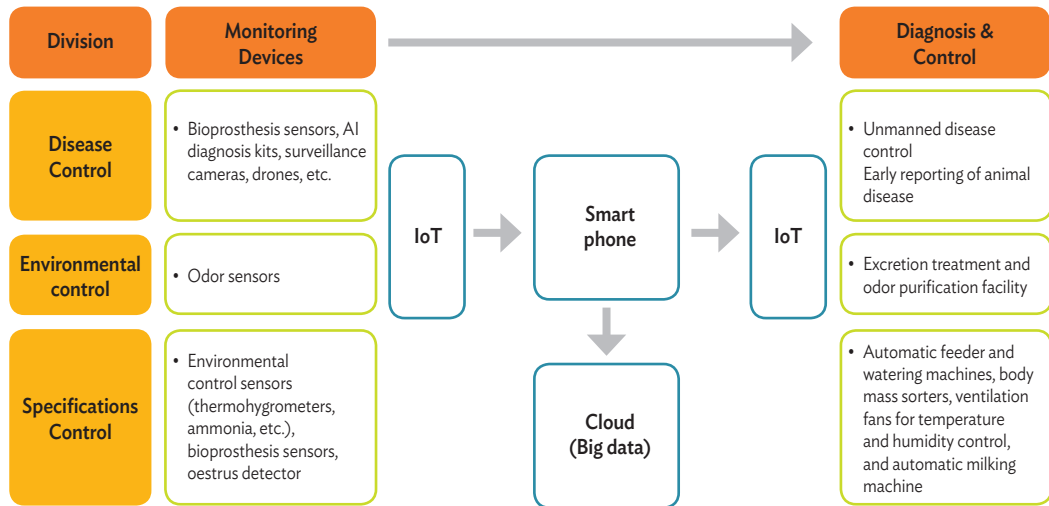 Division
Monitoring
Devices
Diagnosis &
Control
Disease
Control
• Bioprosthesis sensors, AI
diagnosis kits, surveillance
cameras, drones, etc.
IoT
Smart
phone
IoT
• Unmanned disease
control
Early reporting of animal
disease
Environmental
control
• Odor sensors
• Excretion treatment and
odor purification facility
Specifications
Control
• Environmental
control sensors
(thermohygrometers,
ammonia, etc.),
bioprosthesis sensors,
oestrus detector
Cloud
(Big data)
• Automatic feeder and
watering machines, body
mass sorters, ventilation
fans for temperature
and humidity control,
and automatic milking
machine